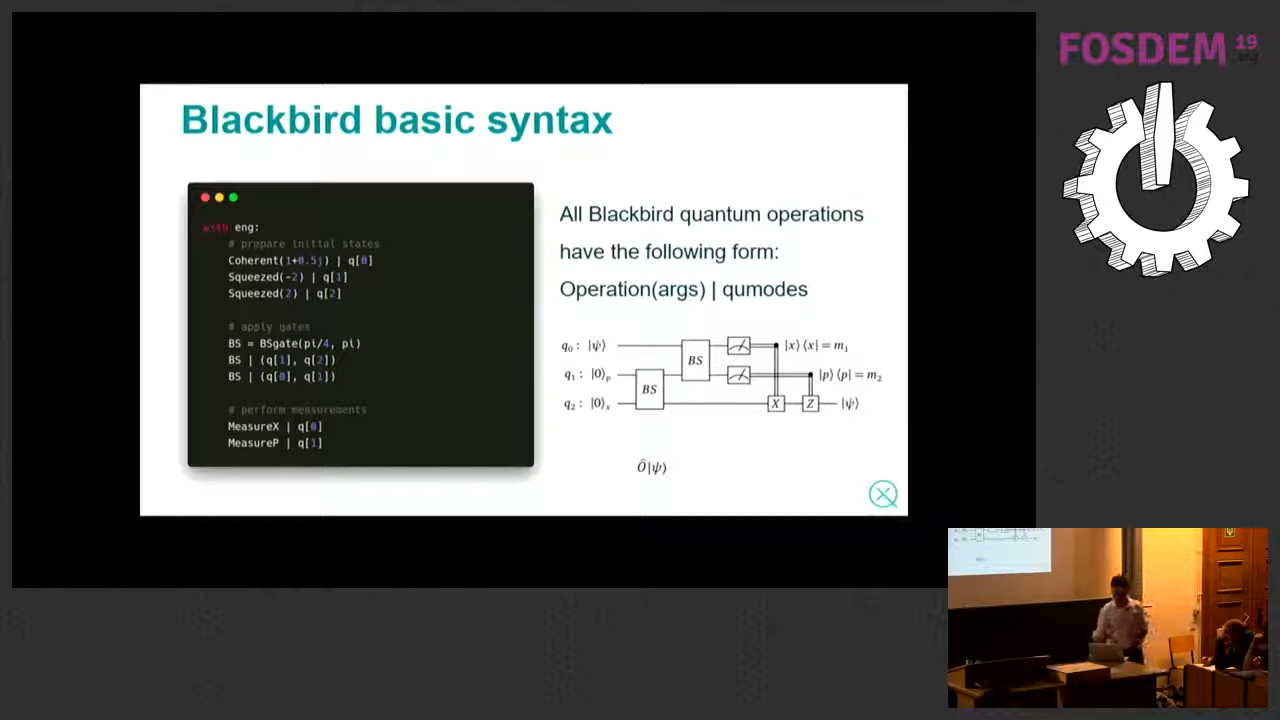 FOSDEM 19
.org
Blackbird basic syntax
with eng:
# prepare initial states
Coherent(1+0.5j) | q[0]
Squeezed(-2) | q[1]
Squeezed(2) | q[2]
# apply gates
BS = BSgate(pi/4, pi)
BS | (q[1], q[2])
BS | (q[0], q[1])
# perform measurements
MeasureX | q[0]
MeasureP | q[1]
All Blackbird quantum operations
have the following form:
Operation(args) | qumodes
q₀ : |ψ⟩ BS |x⟩⟨x| = m₁
q₁ : |0⟩ₚ BS |p⟩⟨p| = m₂
q₂ : |0⟩ₓ X Z |ψ⟩
Ô|ψ⟩